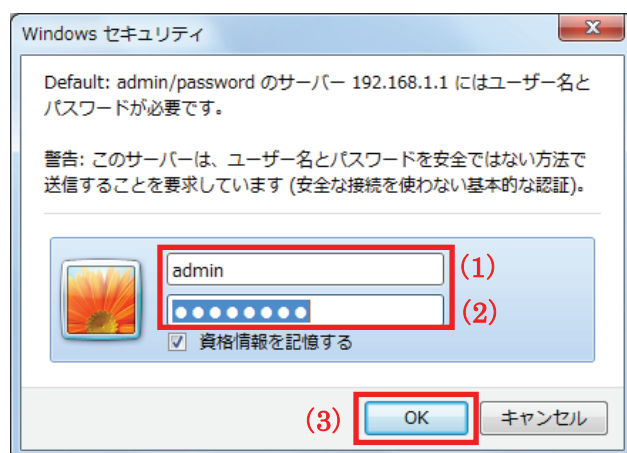 Windows セキュリティ
Default: admin/password のサーバー 192.168.1.1 にはユーザー名と
パスワードが必要です。
警告: このサーバーは、ユーザー名とパスワードを安全ではない方法で
送信することを要求しています (安全な接続を使わない基本的な認証)。
admin
(1)
●●●●●●●●
(2)
資格情報を記憶する
(3)
OK
キャンセル